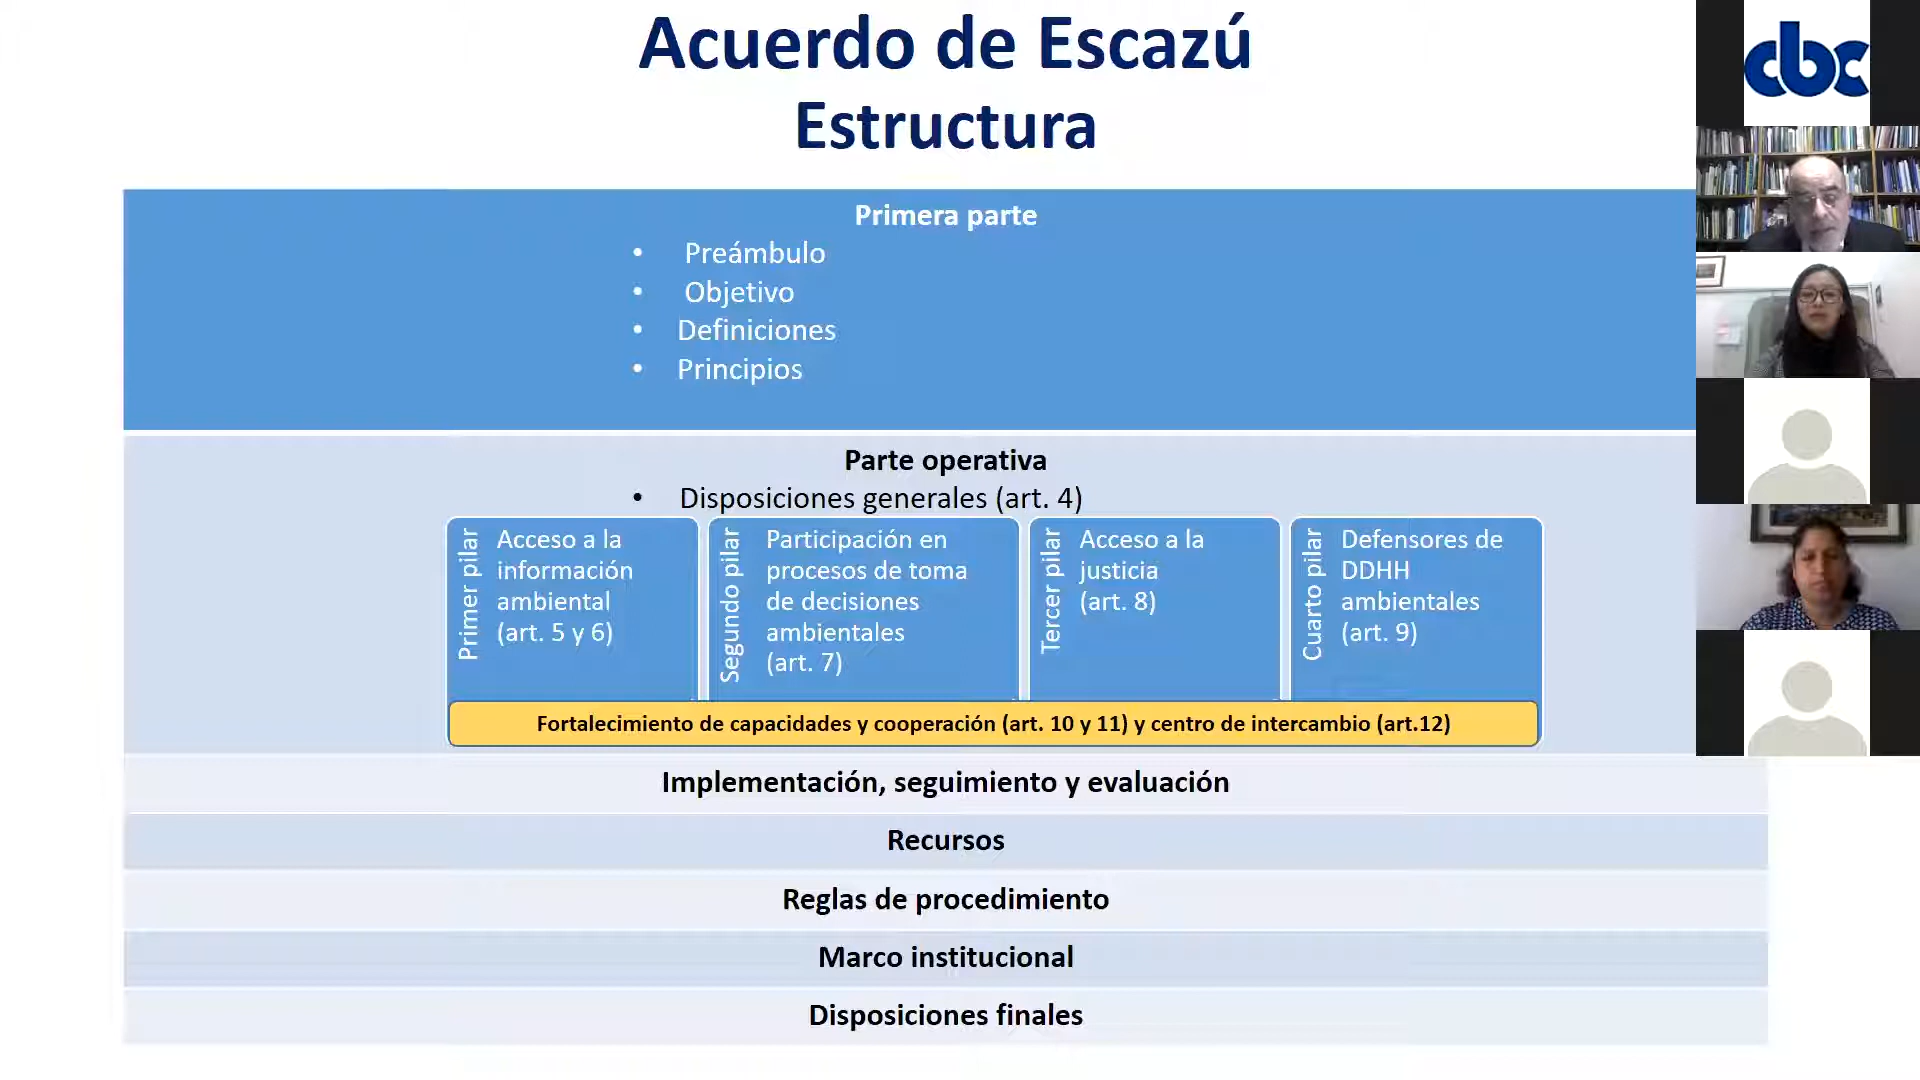 Acuerdo de Escazú
Estructura
cbc
Primera parte
• Preámbulo
• Objetivo
• Definiciones
• Principios
Parte operativa
• Disposiciones generales (art. 4)
Primer pilar
Acceso a la
información
ambiental
(art. 5 y 6)
Segundo pilar
Participación en
procesos de toma
de decisiones
ambientales
(art. 7)
Tercer pilar
Acceso a la
justicia
(art. 8)
Cuarto pilar
Defensores de
DDHH
ambientales
(art. 9)
Fortalecimiento de capacidades y cooperación (art. 10 y 11) y centro de intercambio (art.12)
Implementación, seguimiento y evaluación
Recursos
Reglas de procedimiento
Marco institucional
Disposiciones finales